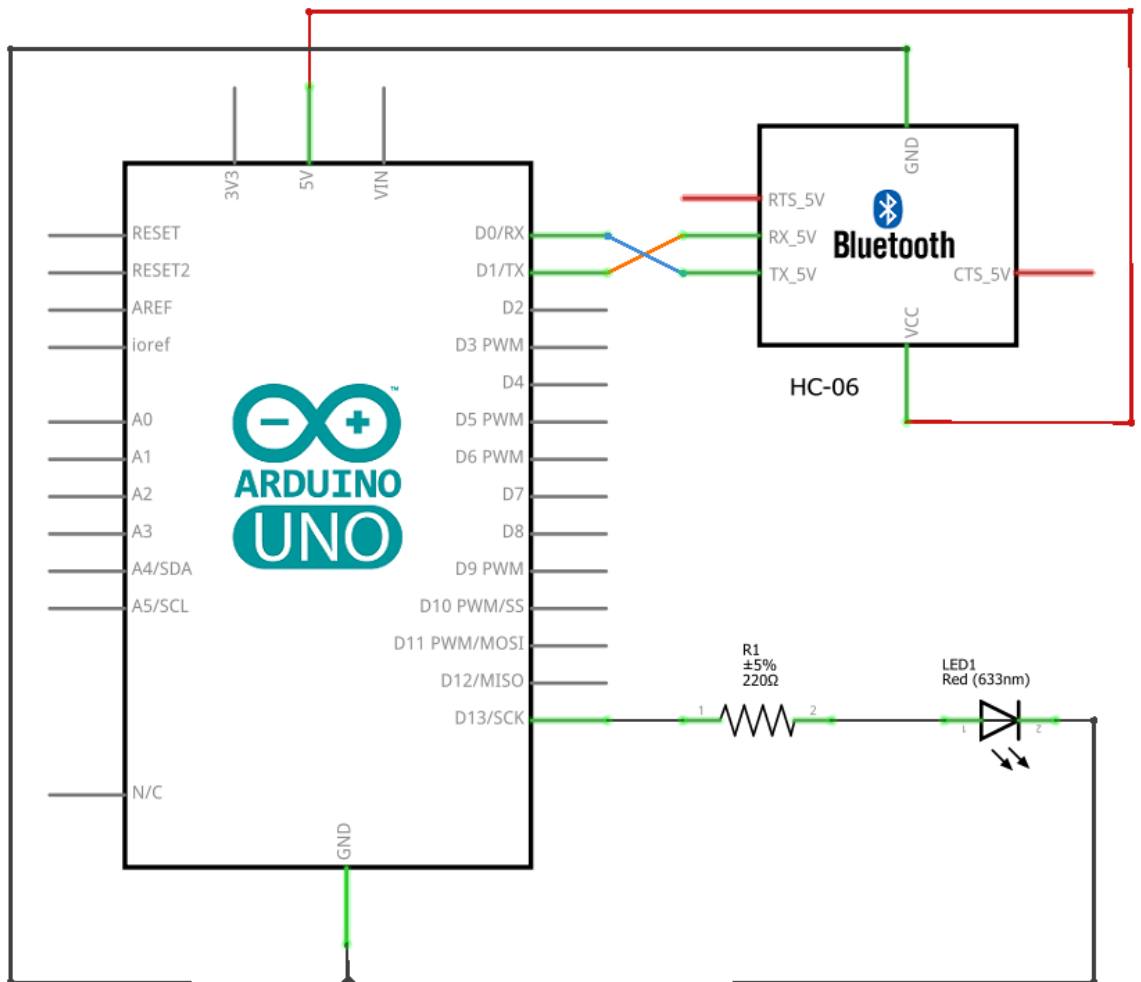 3V3
5V
VIN
RESET
RESET2
AREF
ioref
A0
A1
A2
A3
A4/SDA
A5/SCL
N/C
D0/RX
D1/TX
D2
D3 PWM
D4
D5 PWM
D6 PWM
D7
D8
D9 PWM
D10 PWM/SS
D11 PWM/MOSI
D12/MISO
D13/SCK
GND
™
ARDUINO
UNO
GND
RTS_5V
RX_5V
TX_5V
CTS_5V
VCC
Bluetooth
HC-06
R1
±5%
220Ω
1
2
LED1
Red (633nm)
1
2